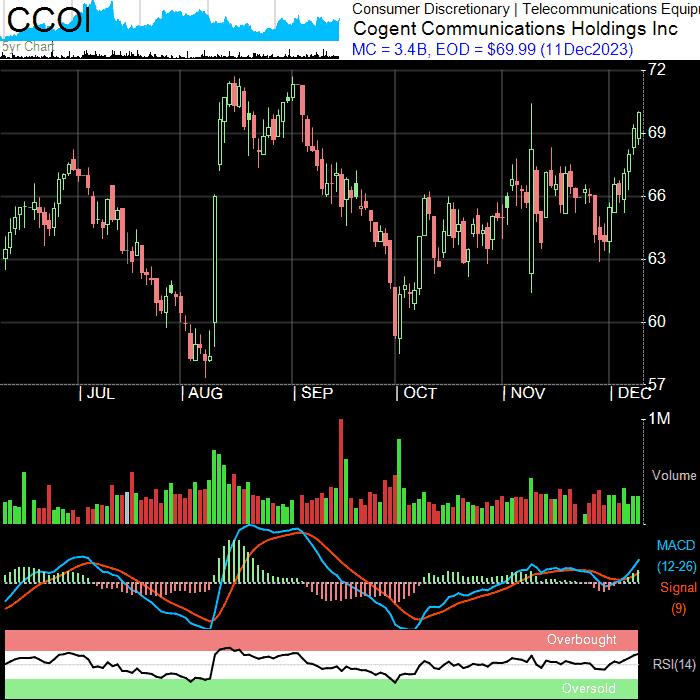 CCOI
5yr Chart
Consumer Discretionary | Telecommunications Equip
Cogent Communications Holdings Inc
MC = 3.4B, EOD = $69.99 (11Dec2023)
72
69
66
63
60
57
| JUL | AUG | SEP | OCT | NOV | DEC
1M
Volume
MACD
(12-26)
Signal
(9)
Overbought
RSI(14)
Oversold